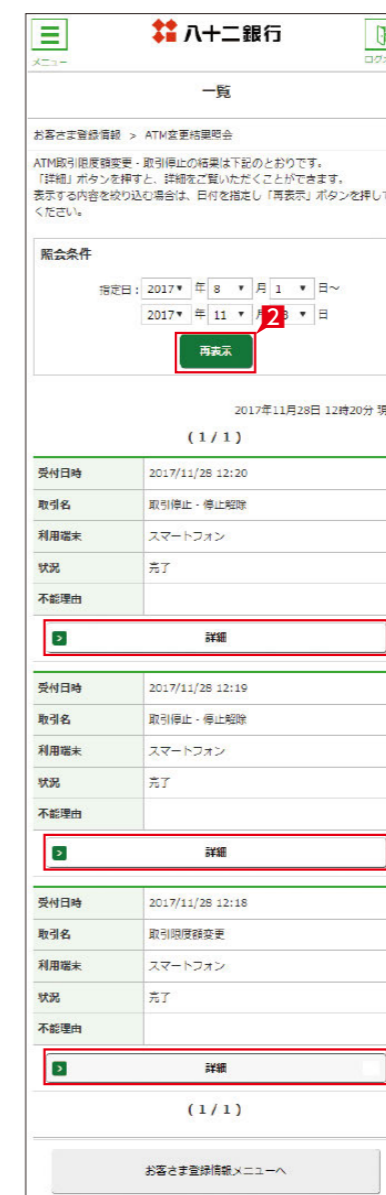 八十二銀行
メニュー
一覧
お客さま登録情報 > ATM変更結果照会
ATM取引限度額変更・取引停止の結果は下記のとおりです。
「詳細」ボタンを押すと、詳細をご覧いただくことができます。
表示する内容を絞り込む場合は、日付を指定し「再表示」ボタンを押して
ください。
照会条件
指定日: 2017▼ 年 8 ▼ 月 1 ▼ 日～
2017▼ 年 11 ▼ 2 ▼ 日
再表示
2017年11月28日 12時20分
(1/1)
受付日時 2017/11/28 12:20
取引名 取引停止・停止解除
利用端末 スマートフォン
状況 完了
不能理由
詳細
受付日時 2017/11/28 12:19
取引名 取引停止・停止解除
利用端末 スマートフォン
状況 完了
不能理由
詳細
受付日時 2017/11/28 12:18
取引名 取引限度額変更
利用端末 スマートフォン
状況 完了
不能理由
詳細
(1/1)
お客さま登録情報メニューへ